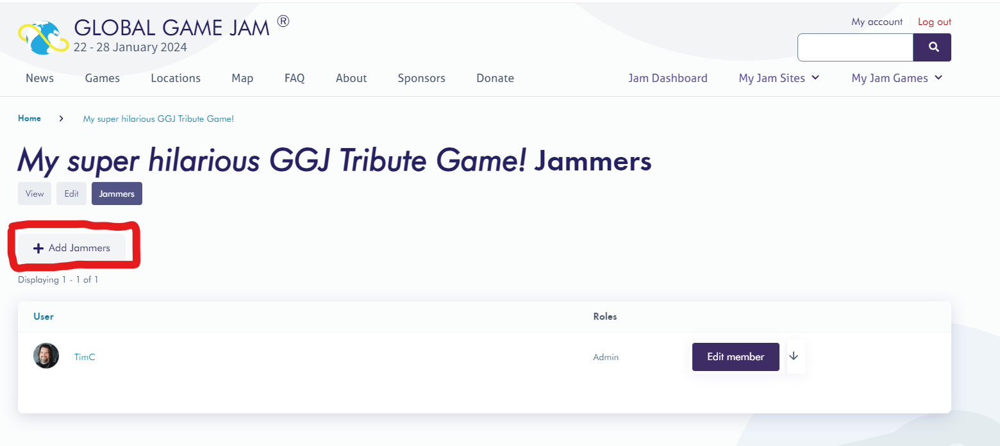 GLOBAL GAME JAM ®
22 - 28 January 2024
My account
Log out
News Games Locations Map FAQ About Sponsors Donate Jam Dashboard My Jam Sites My Jam Games
Home My super hilarious GGJ Tribute Game!
My super hilarious GGJ Tribute Game! Jammers
View Edit Jammers
Add Jammers
Displaying 1 - 1 of 1
User Roles
TimC Admin Edit member